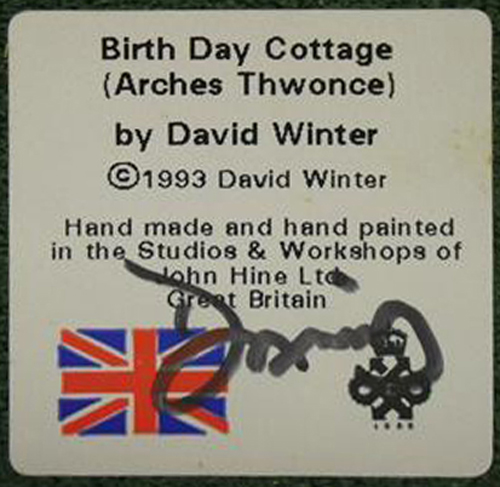 Birth Day Cottage
(Arches Thwonce)
by David Winter
©1993 David Winter
Hand made and hand painted
in the Studios & Workshops of
John Hine Ltd.
Great Britain